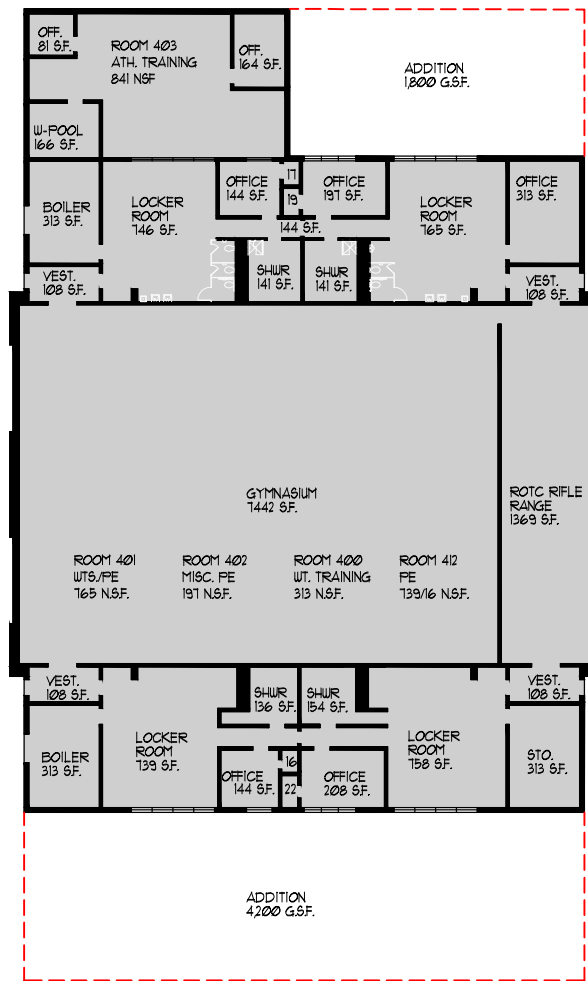 OFF.
81 S.F.
ROOM 403
ATH. TRAINING
841 NSF
OFF.
164 S.F.
ADDITION
1,800 G.S.F.
W-POOL
166 S.F.
BOILER
313 S.F.
LOCKER
ROOM
746 S.F.
OFFICE
144 S.F.
17
19
OFFICE
197 S.F.
144 S.F.
LOCKER
ROOM
765 S.F.
OFFICE
313 S.F.
VEST.
108 S.F.
SHWR
141 S.F.
SHWR
141 S.F.
VEST.
108 S.F.
GYMNASIUM
7442 S.F.
ROTC RIFLE
RANGE
1369 S.F.
ROOM 401
WTS./PE
765 N.S.F.
ROOM 402
MISC. PE
197 N.S.F.
ROOM 400
WT. TRAINING
313 N.S.F.
ROOM 412
PE
739/16 N.S.F.
VEST.
108 S.F.
SHWR
136 S.F.
SHWR
154 S.F.
VEST.
108 S.F.
BOILER
313 S.F.
LOCKER
ROOM
739 S.F.
OFFICE
144 S.F.
16
22
OFFICE
208 S.F.
LOCKER
ROOM
758 S.F.
STO.
313 S.F.
ADDITION
4,200 G.S.F.